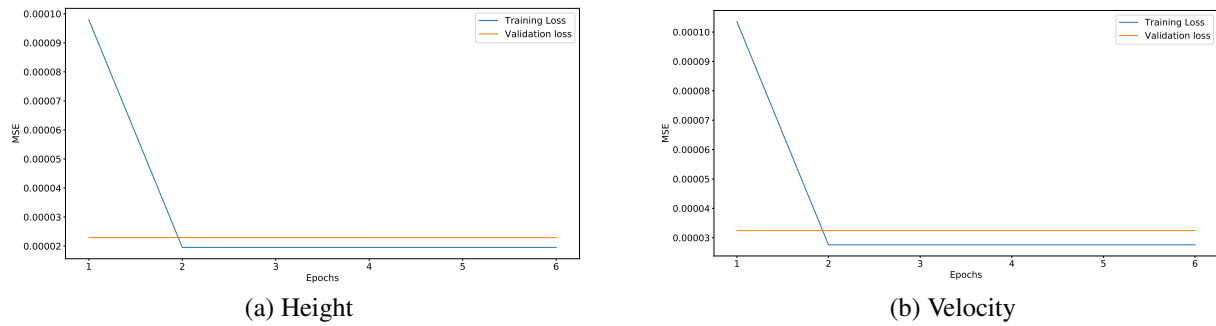 0.00010
0.00009
0.00008
0.00007
0.00006
0.00005
0.00004
0.00003
0.00002
MSE
1 2 3 4 5 6
Epochs
Training Loss
Validation loss
(a) Height
0.00010
0.00009
0.00008
0.00007
0.00006
0.00005
0.00004
0.00003
MSE
1 2 3 4 5 6
Epochs
Training Loss
Validation loss
(b) Velocity